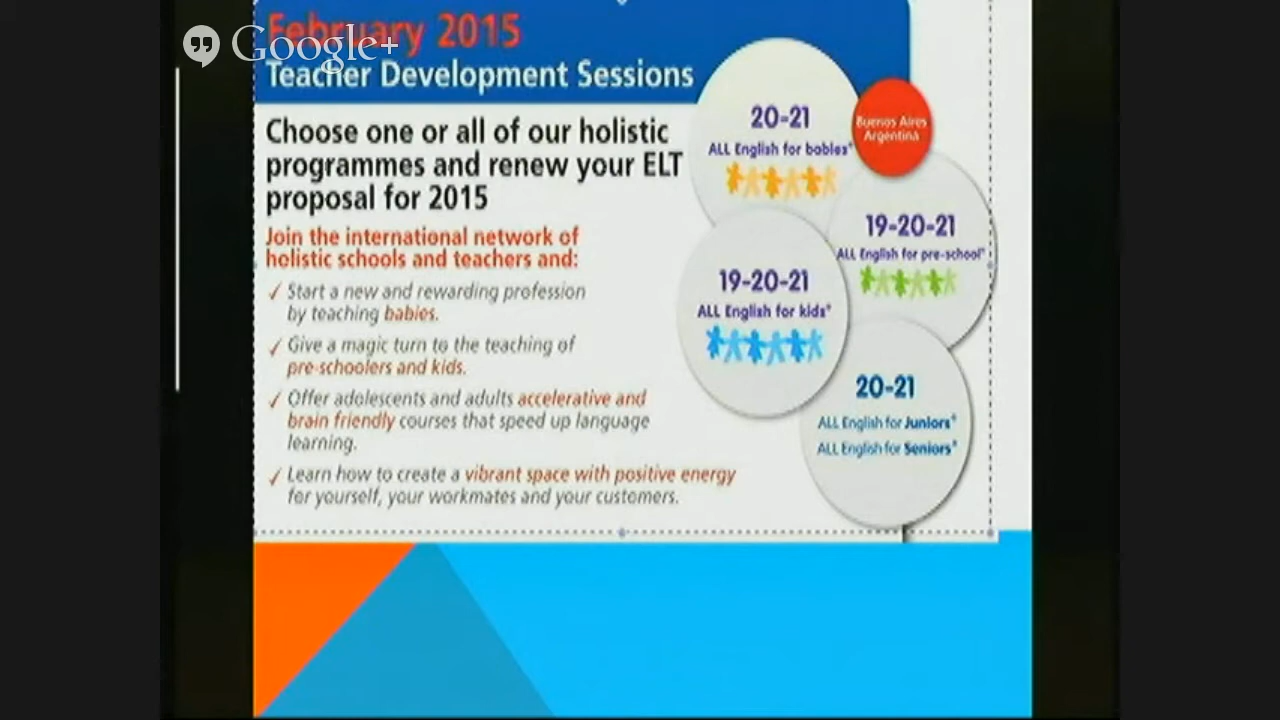 Google+
February 2015
Teacher Development Sessions
Choose one or all of our holistic
programmes and renew your ELT
proposal for 2015
Join the international network of
holistic schools and teachers and:
✓ Start a new and rewarding profession
by teaching babies.
✓ Give a magic turn to the teaching of
pre-schoolers and kids.
✓ Offer adolescents and adults accelerative and
brain friendly courses that speed up language
learning.
✓ Learn how to create a vibrant space with positive energy
for yourself, your workmates and your customers.
20-21
ALL English for babies*
Buenos Aires
Argentina
19-20-21
ALL English for pre-school*
19-20-21
ALL English for kids*
20-21
ALL English for Juniors*
ALL English for Seniors*